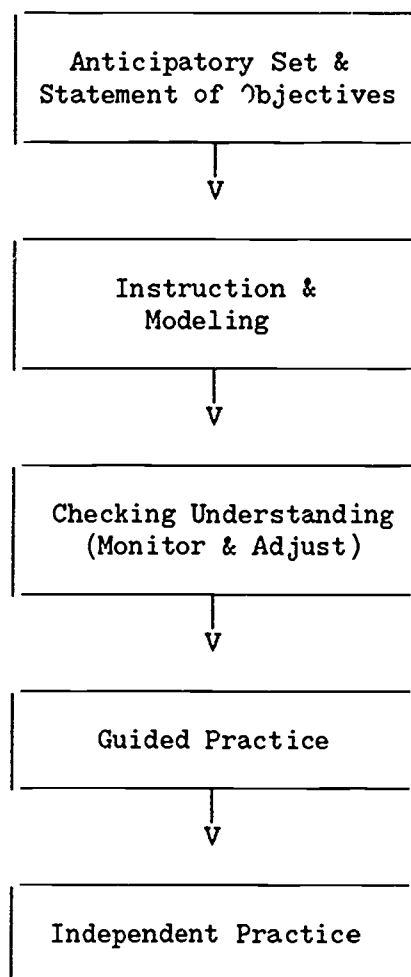 Anticipatory Set &
Statement of Objectives
V
Instruction &
Modeling
V
Checking Understanding
(Monitor & Adjust)
V
Guided Practice
V
Independent Practice